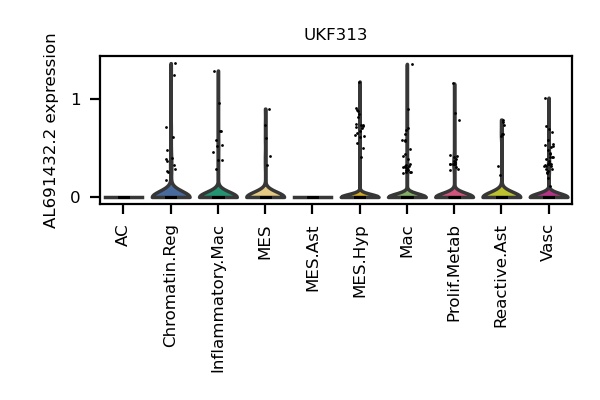 UKF313
AL691432.2 expression
1
0
AC
Chromatin.Reg
Inflammatory.Mac
MES
MES.Ast
MES.Hyp
Mac
Prolif.Metab
Reactive.Ast
Vasc